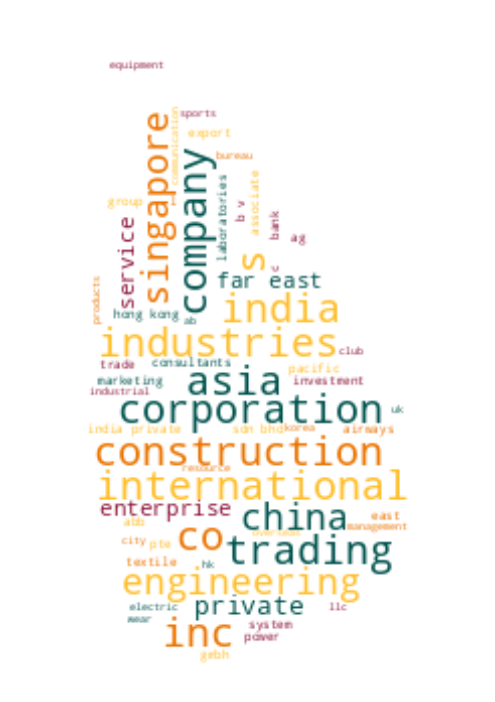 equipment
sports
communication
export
singapore
company
bureau
laboratories
associate
group
b v
bank
service
ag
s
c
far east
products
india
hong kong
ab
industries
club
trade
consultants
pacific
marketing
asia
investment
industrial
corporation
uk
india private
sdn bhd
korea
airways
construction
resource
international
enterprise
china
east
abb
management
co
overseas
city
pte
trading
textile
hk
engineering
electric
private
llc
wear
inc
system
power
gmbh